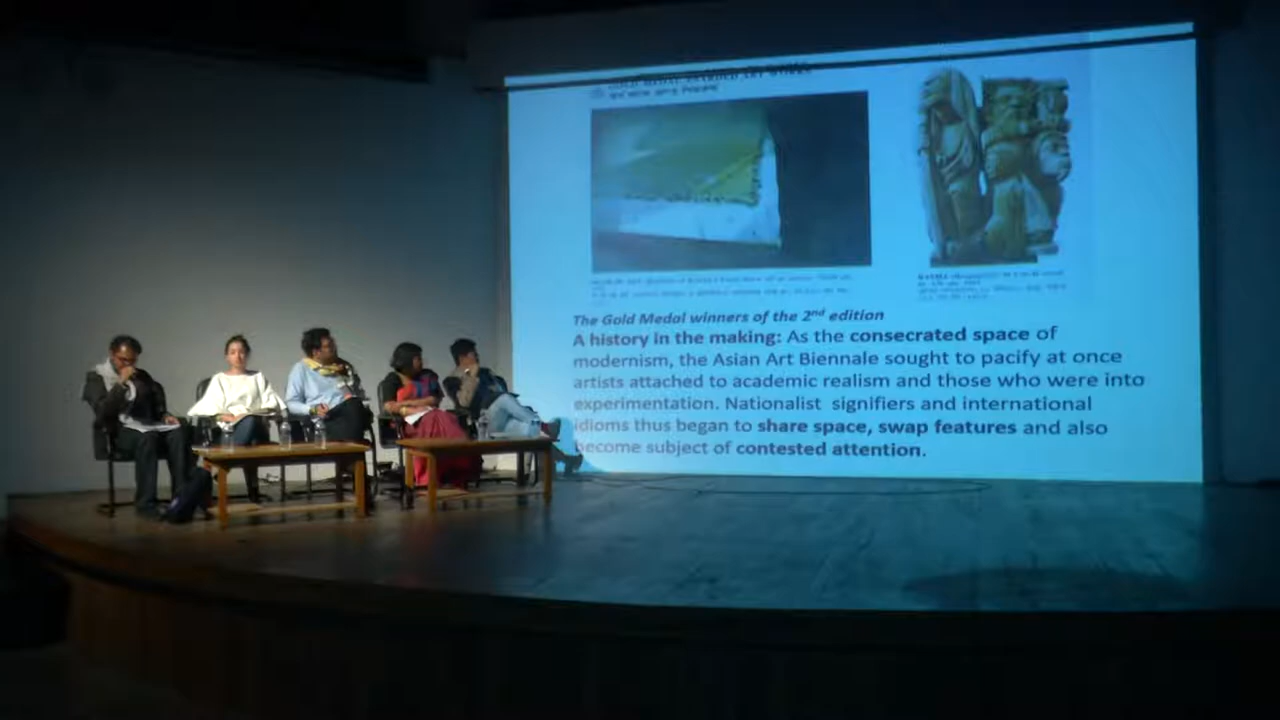 The Gold Medal winners of the 2nd edition
A history in the making: As the consecrated space of
modernism, the Asian Art Biennale sought to pacify at once
artists attached to academic realism and those who were into
experimentation. Nationalist signifiers and international
idioms thus began to share space, swap features and also
become subject of contested attention.